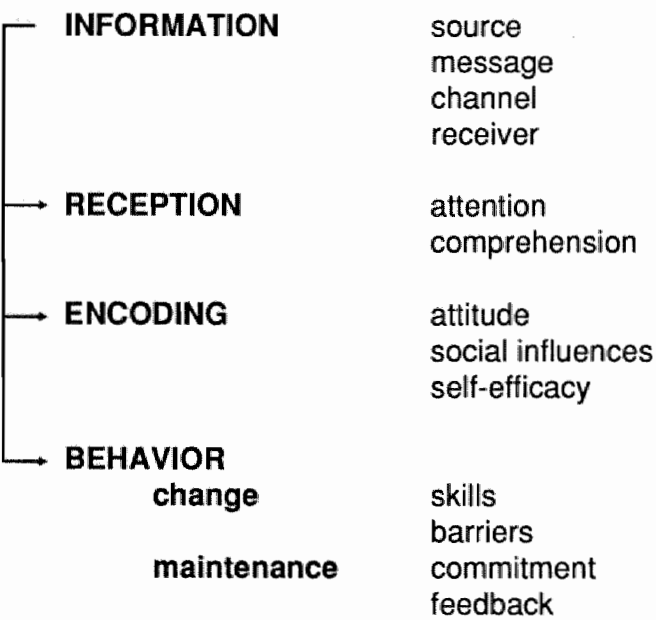 INFORMATION source
message
channel
receiver
RECEPTION attention
comprehension
ENCODING attitude
social influences
self-efficacy
BEHAVIOR
change skills
barriers
maintenance commitment
feedback